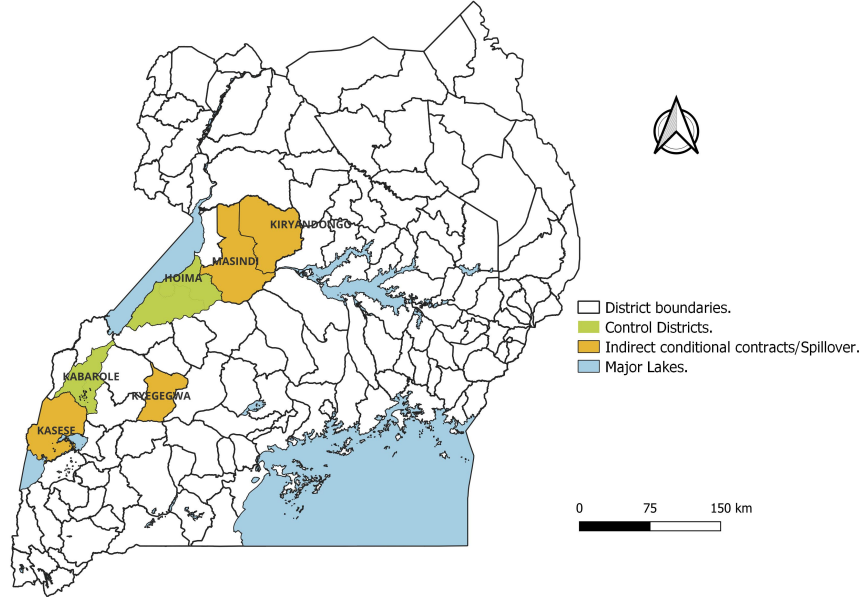 KIRYANDONGO
MASINDI
HOIMA
KABAROLE
KYEGEGWA
KASESE
District boundaries.
Control Districts.
Indirect conditional contracts/Spillover.
Major Lakes.
0 75 150 km